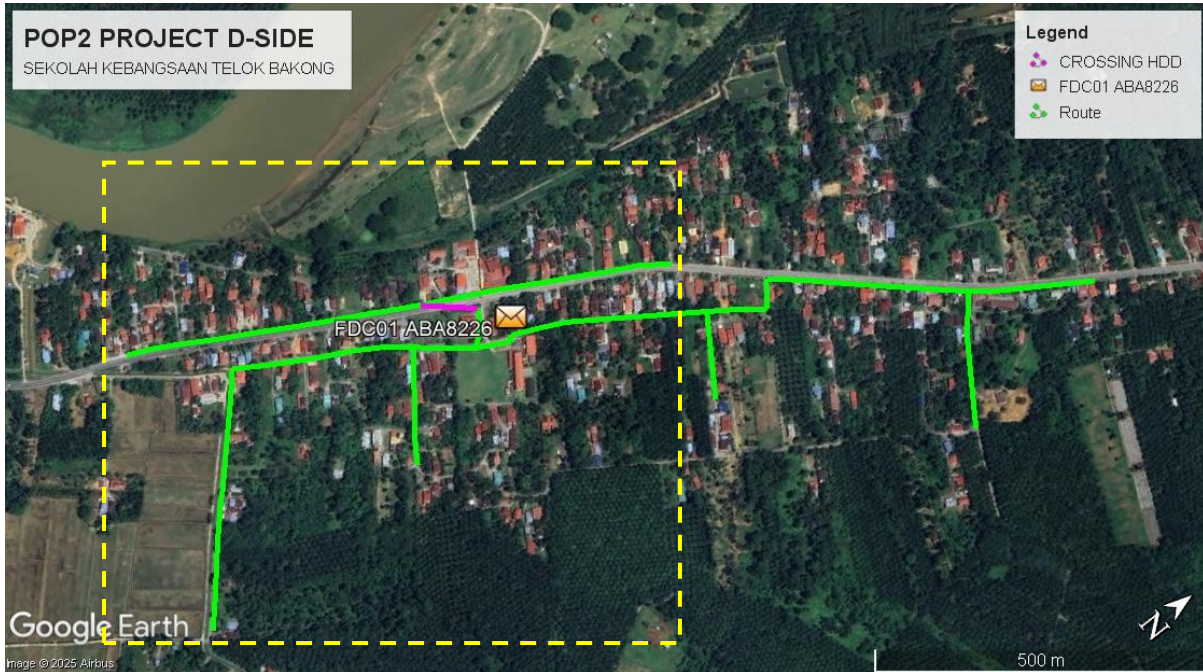 POP2 PROJECT D-SIDE
SEKOLAH KEBANGSAAN TELOK BAKONG
Legend
CROSSING HDD
FDC01 ABA8226
Route
FDC01 ABA8226
Google Earth
Image © 2025 Airbus
N
500 m